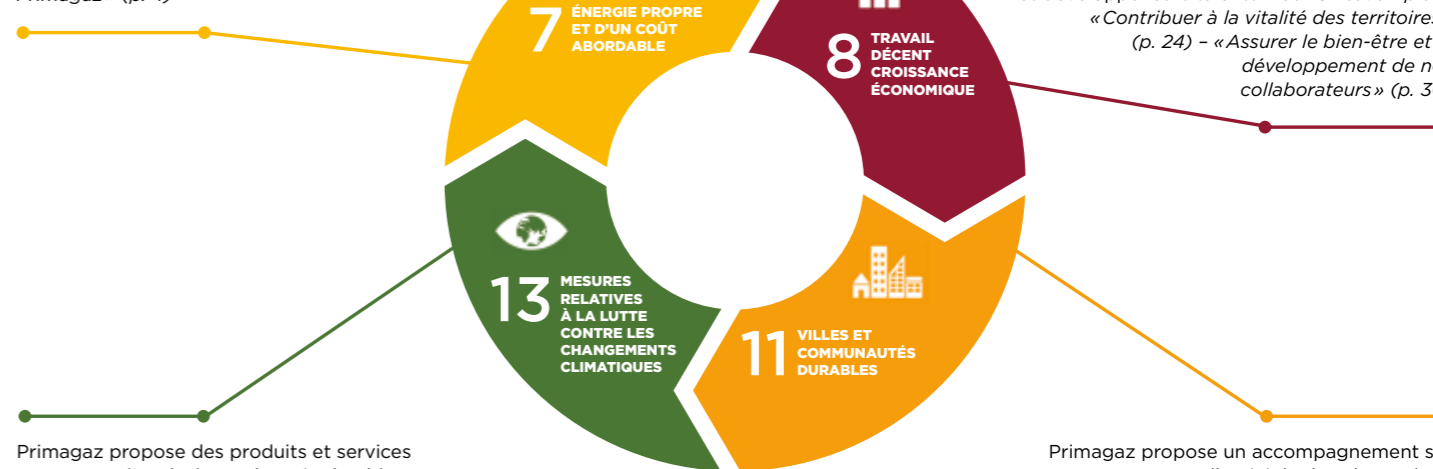 7 ÉNERGIE PROPRE
ET D'UN COÛT
ABORDABLE
8 TRAVAIL
DÉCENT
CROISSANCE
ÉCONOMIQUE
«Contribuer à la vitalité des territoires
(p. 24) – «Assurer le bien-être et
développement de
collaborateurs» (p.
13 MESURES
RELATIVES
À LA LUTTE
CONTRE LES
CHANGEMENTS
CLIMATIQUES
11 VILLES ET
COMMUNAUTÉS
DURABLES
Primagaz propose des produits et services
Primagaz propose un accompagnement